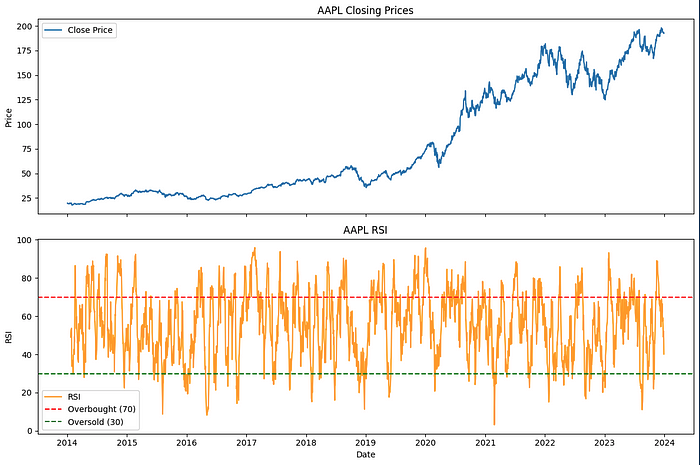 AAPL Closing Prices
Close Price
Price
200
175
150
125
100
75
50
25
AAPL RSI
RSI
100
80
60
40
20
0
RSI
Overbought (70)
Oversold (30)
2014 2015 2016 2017 2018 2019 2020 2021 2022 2023 2024
Date